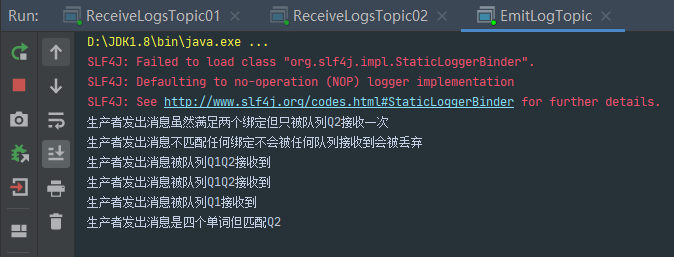 Run: ReceiveLogsTopic01 × ReceiveLogsTopic02 × EmitLogTopic ×
D:\JDK1.8\bin\java.exe ...
SLF4J: Failed to load class "org.slf4j.impl.StaticLoggerBinder".
SLF4J: Defaulting to no-operation (NOP) logger implementation
SLF4J: See http://www.slf4j.org/codes.html#StaticLoggerBinder for further details.
生产者发出消息虽然满足两个绑定但只被队列Q2接收一次
生产者发出消息不匹配任何绑定不会被任何队列接收到会被丢弃
生产者发出消息被队列Q1Q2接收到
生产者发出消息被队列Q1Q2接收到
生产者发出消息被队列Q1接收到
生产者发出消息是四个单词但匹配Q2